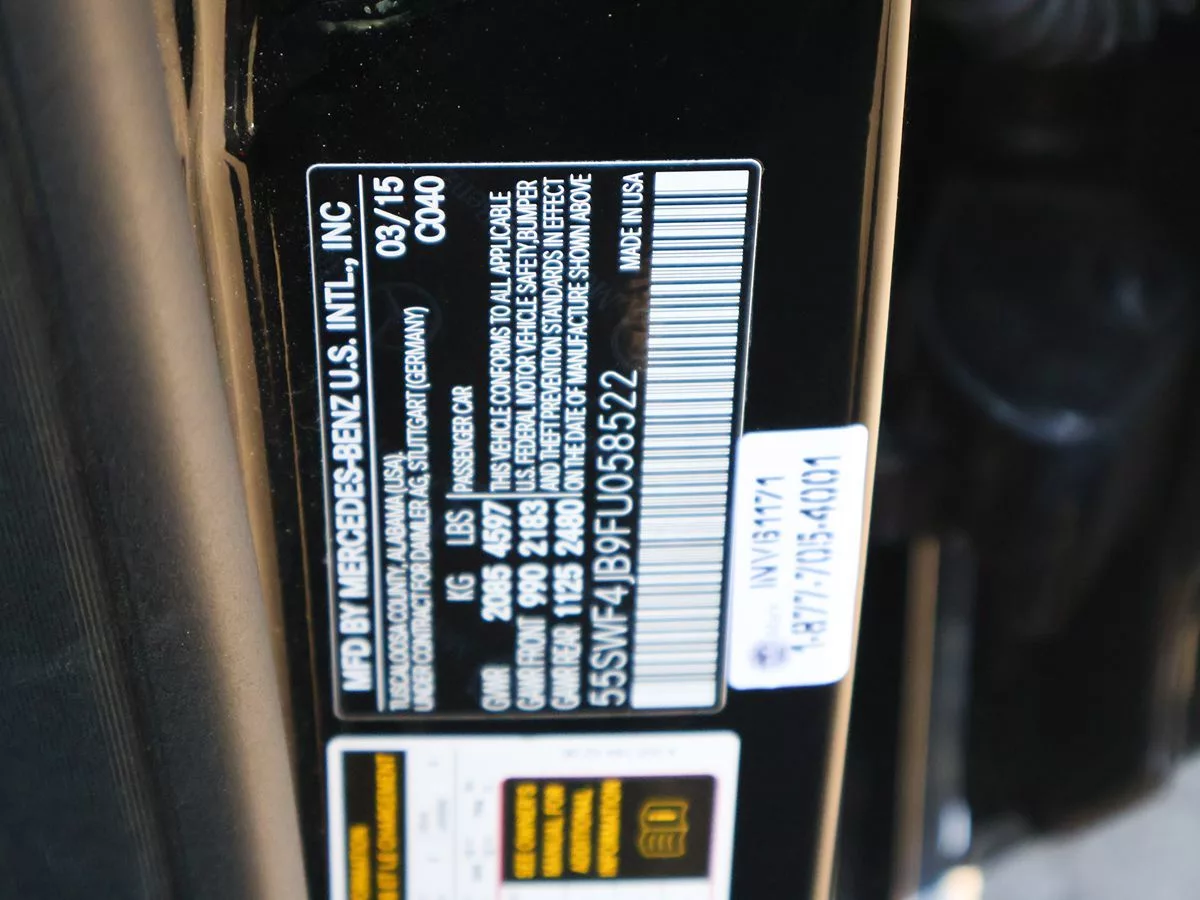 MFD BY MERCEDES-BENZ U.S. INTL., INC
TUSCALOOSA COUNTY, ALABAMA (USA), 03/15
UNDER CONTRACT FOR DAIMLER AG, STUTTGART (GERMANY) C040
KG LBS PASSENGER CAR
GVWR 2085 4597 THIS VEHICLE CONFORMS TO ALL APPLICABLE
GAWR FRONT 990 2183 U.S. FEDERAL MOTOR VEHICLE SAFETY,BUMPER
GAWR REAR 1125 2480 AND THEFT PREVENTION STANDARDS IN EFFECT
ON THE DATE OF MANUFACTURE SHOWN ABOVE
55SWF4JB9FU058522 MADE IN USA
INV61171
1-877-705-4001
SEE OWNER'S
MANUAL FOR
ADDITIONAL
INFORMATION
LE CHARGEMENT